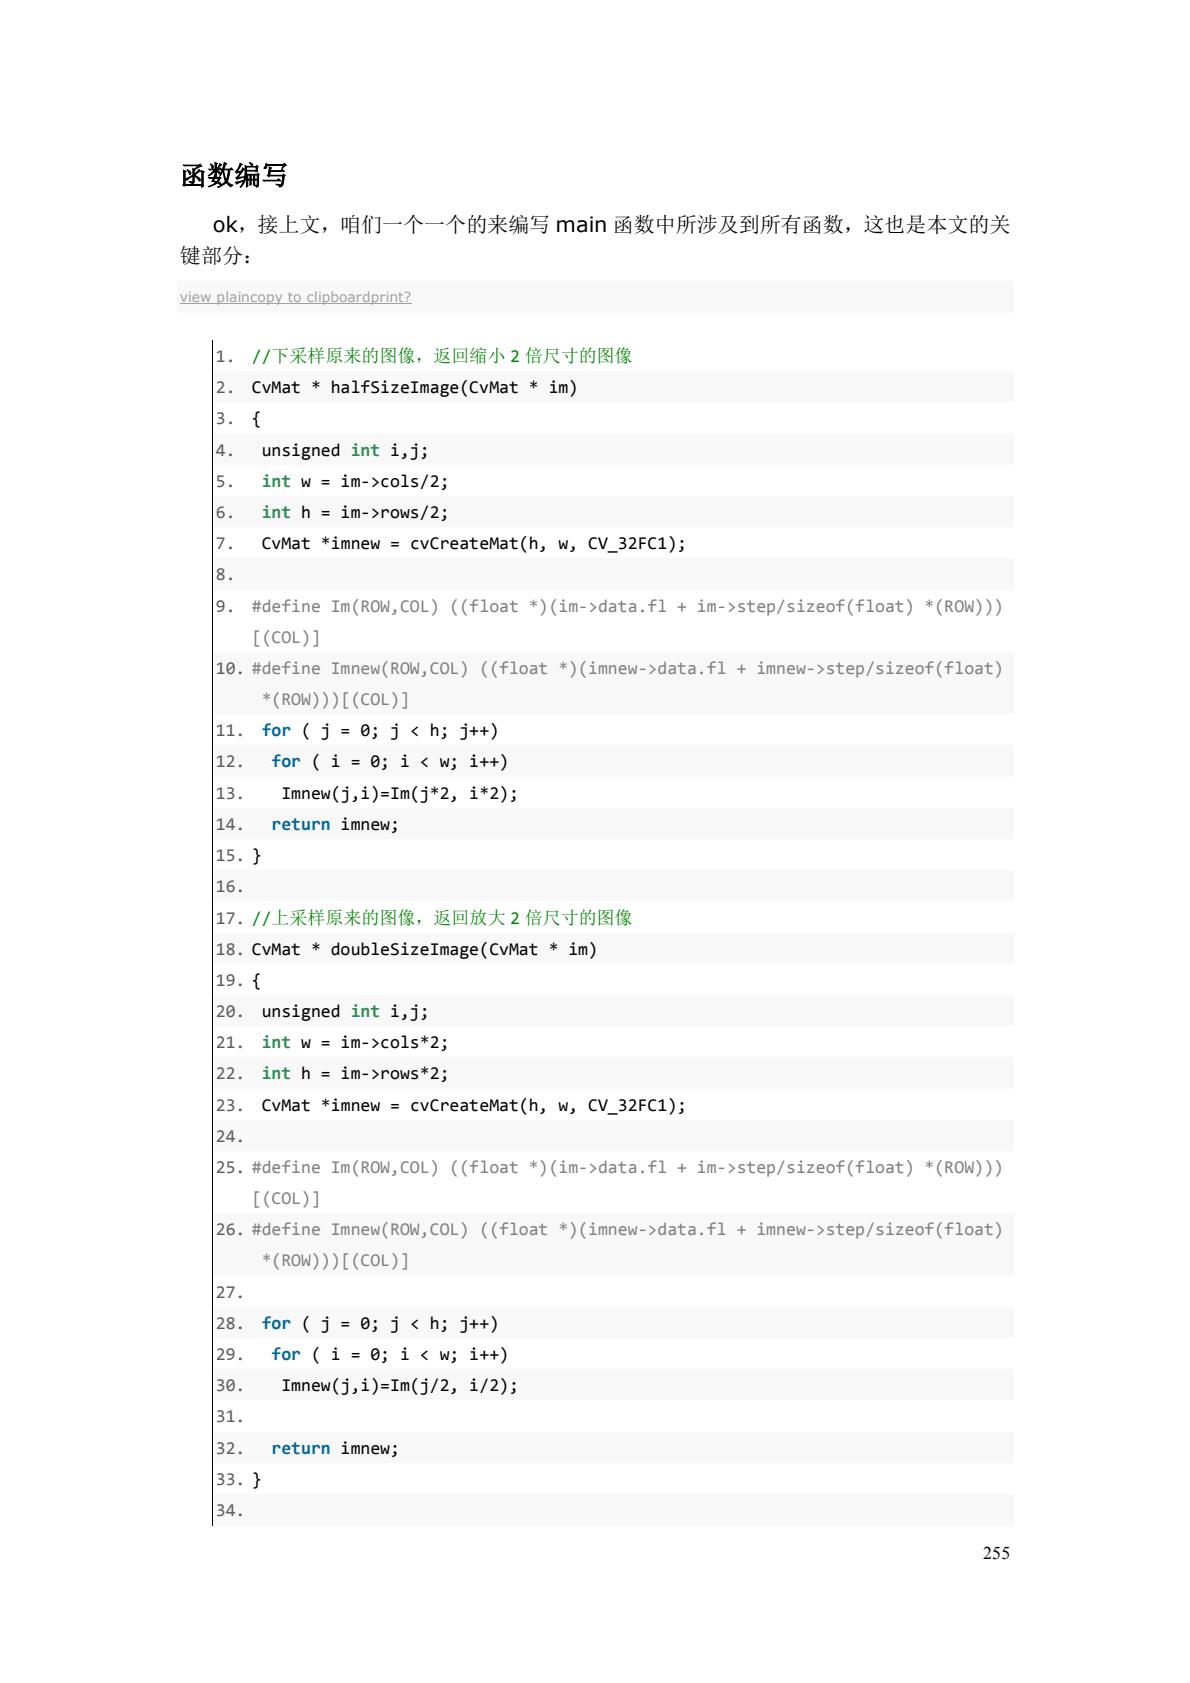 函数编写
ok，接上文，咱们一个一个的来编写 main 函数中所涉及到所有函数，这也是本文的关
键部分：
view plaincopy to clipboardprint?
1. //下采样原来的图像，返回缩小 2 倍尺寸的图像
2. CvMat * halfSizeImage(CvMat * im)
3. {
4.  unsigned int i,j;
5.  int w = im->cols/2;
6.  int h = im->rows/2;
7.  CvMat *imnew = cvCreateMat(h, w, CV_32FC1);
8.
9. #define Im(ROW,COL) ((float *)(im->data.fl + im->step/sizeof(float) *(ROW)))
[(COL)]
10. #define Imnew(ROW,COL) ((float *)(imnew->data.fl + imnew->step/sizeof(float)
*(ROW)))[(COL)]
11.  for ( j = 0; j < h; j++)
12.   for ( i = 0; i < w; i++)
13.    Imnew(j,i)=Im(j*2, i*2);
14.   return imnew;
15. }
16.
17. //上采样原来的图像，返回放大 2 倍尺寸的图像
18. CvMat * doubleSizeImage(CvMat * im)
19. {
20.  unsigned int i,j;
21.  int w = im->cols*2;
22.  int h = im->rows*2;
23.  CvMat *imnew = cvCreateMat(h, w, CV_32FC1);
24.
25. #define Im(ROW,COL) ((float *)(im->data.fl + im->step/sizeof(float) *(ROW)))
[(COL)]
26. #define Imnew(ROW,COL) ((float *)(imnew->data.fl + imnew->step/sizeof(float)
*(ROW)))[(COL)]
27.
28.  for ( j = 0; j < h; j++)
29.   for ( i = 0; i < w; i++)
30.    Imnew(j,i)=Im(j/2, i/2);
31.
32.   return imnew;
33. }
34.
255